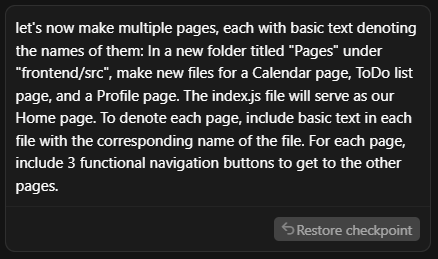 let's now make multiple pages, each with basic text denoting
the names of them: In a new folder titled "Pages" under
"frontend/src", make new files for a Calendar page, ToDo list
page, and a Profile page. The index.js file will serve as our
Home page. To denote each page, include basic text in each
file with the corresponding name of the file. For each page,
include 3 functional navigation buttons to get to the other
pages.
Restore checkpoint